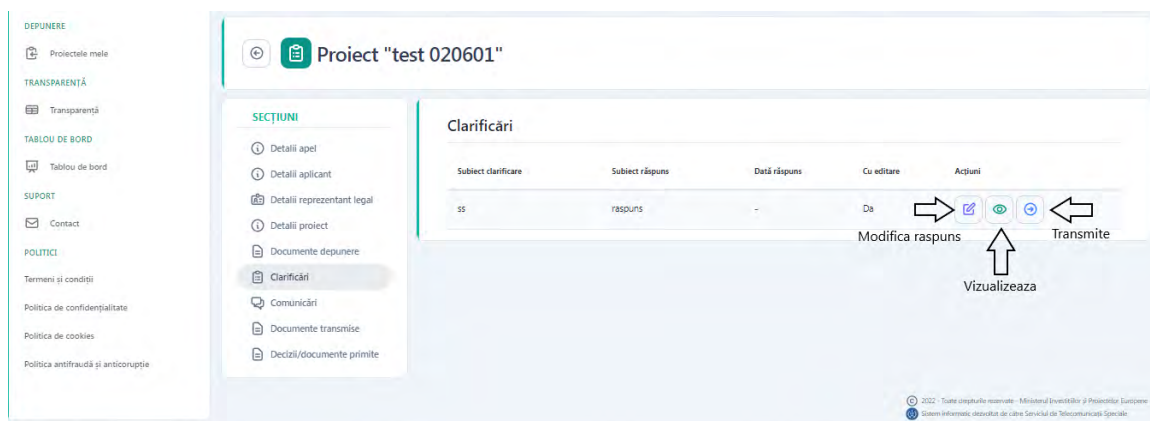 DEPUNERE
Proiectele mele
TRANSPARENȚĂ
Transparență
TABLOU DE BORD
Tablou de bord
SUPORT
Contact
POLITICI
Termeni și condiții
Politica de confidențialitate
Politica de cookies
Politica antifraudă și anticorupție
Proiect "test 020601"
SECȚIUNI
Detalii apel
Detalii aplicant
Detalii reprezentant legal
Detalii proiect
Documente depunere
Clarificări
Comunicări
Documente transmise
Decizii/documente primite
Clarificări
Subiect clarificare Subiect răspuns Dată răspuns Cu editare Acțiuni
ss raspuns - Da
Modifica raspuns
Vizualizeaza
Transmite
© 2022 - Toate drepturile rezervate - Ministerul Investițiilor și Proiectelor Europene
Sistem informatic dezvoltat de către Serviciul de Telecomunicații Speciale